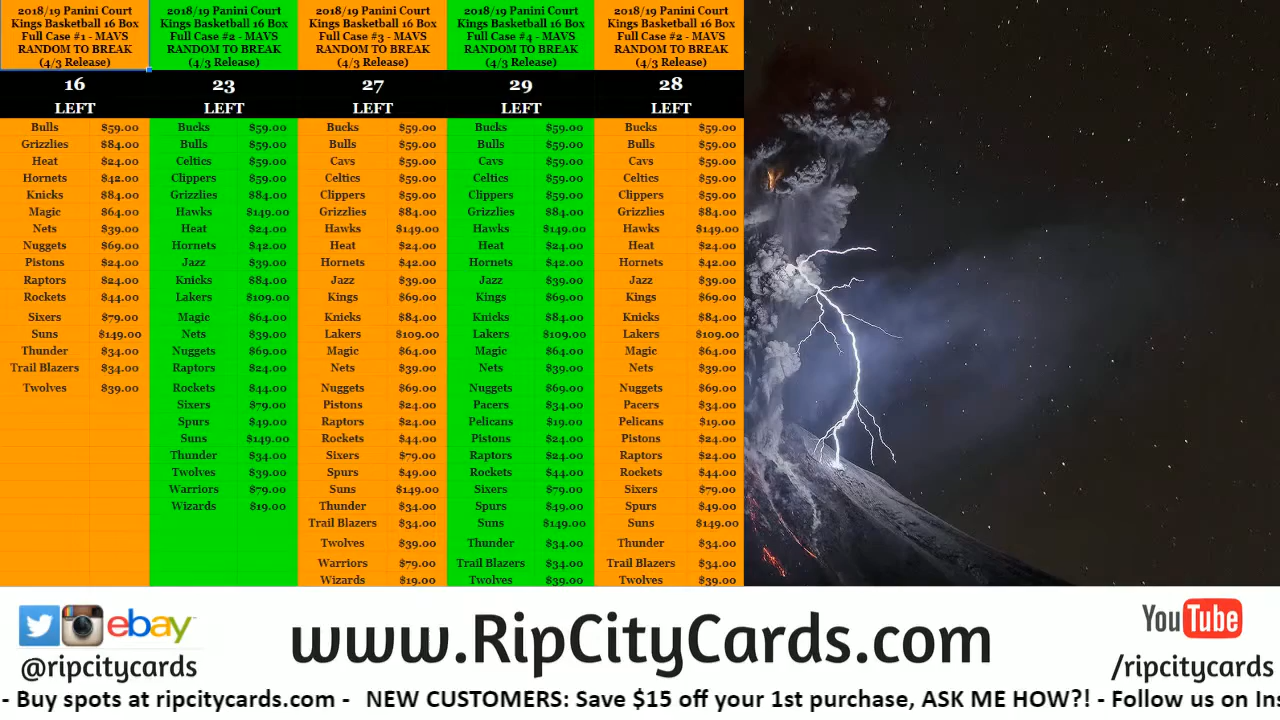 2018/19 Panini Court
Kings Basketball 16 Box
Full Case #1 - MAVS
RANDOM TO BREAK
(4/3 Release)
16
LEFT
Bulls $59.00
Grizzlies $84.00
Heat $24.00
Hornets $42.00
Knicks $84.00
Magic $64.00
Nets $39.00
Nuggets $69.00
Pistons $24.00
Raptors $24.00
Rockets $44.00
Sixers $79.00
Suns $149.00
Thunder $34.00
Trail Blazers $34.00
Twolves $39.00
2018/19 Panini Court
Kings Basketball 16 Box
Full Case #2 - MAVS
RANDOM TO BREAK
(4/3 Release)
23
LEFT
Bucks $59.00
Bulls $59.00
Celtics $59.00
Clippers $59.00
Grizzlies $84.00
Hawks $149.00
Heat $24.00
Hornets $42.00
Jazz $39.00
Knicks $84.00
Lakers $109.00
Magic $64.00
Nets $39.00
Nuggets $69.00
Raptors $24.00
Rockets $44.00
Sixers $79.00
Spurs $49.00
Suns $149.00
Thunder $34.00
Twolves $39.00
Warriors $79.00
Wizards $19.00
2018/19 Panini Court
Kings Basketball 16 Box
Full Case #3 - MAVS
RANDOM TO BREAK
(4/3 Release)
27
LEFT
Bucks $59.00
Bulls $59.00
Cavs $59.00
Celtics $59.00
Clippers $59.00
Grizzlies $84.00
Hawks $149.00
Heat $24.00
Hornets $42.00
Jazz $39.00
Kings $69.00
Knicks $84.00
Lakers $109.00
Magic $64.00
Nets $39.00
Nuggets $69.00
Pistons $24.00
Raptors $24.00
Rockets $44.00
Sixers $79.00
Spurs $49.00
Suns $149.00
Thunder $34.00
Trail Blazers $34.00
Twolves $39.00
Warriors $79.00
Wizards $19.00
2018/19 Panini Court
Kings Basketball 16 Box
Full Case #4 - MAVS
RANDOM TO BREAK
(4/3 Release)
29
LEFT
Bucks $59.00
Bulls $59.00
Cavs $59.00
Celtics $59.00
Clippers $59.00
Grizzlies $84.00
Hawks $149.00
Heat $24.00
Hornets $42.00
Jazz $39.00
Kings $69.00
Knicks $84.00
Lakers $109.00
Magic $64.00
Nets $39.00
Nuggets $69.00
Pacers $34.00
Pelicans $19.00
Pistons $24.00
Raptors $24.00
Rockets $44.00
Sixers $79.00
Spurs $49.00
Suns $149.00
Thunder $34.00
Trail Blazers $34.00
Twolves $39.00
2018/19 Panini Court
Kings Basketball 16 Box
Full Case #2 - MAVS
RANDOM TO BREAK
(4/3 Release)
28
LEFT
Bucks $59.00
Bulls $59.00
Cavs $59.00
Celtics $59.00
Clippers $59.00
Grizzlies $84.00
Hawks $149.00
Heat $24.00
Hornets $42.00
Jazz $39.00
Kings $69.00
Knicks $84.00
Lakers $109.00
Magic $64.00
Nets $39.00
Nuggets $69.00
Pacers $34.00
Pelicans $19.00
Pistons $24.00
Raptors $24.00
Rockets $44.00
Sixers $79.00
Spurs $49.00
Suns $149.00
Thunder $34.00
Trail Blazers $34.00
Twolves $39.00
ebay
@ripcitycards
www.RipCityCards.com
YouTube
/ripcitycards
- Buy spots at ripcitycards.com - NEW CUSTOMERS: Save $15 off your 1st purchase, ASK ME HOW?! - Follow us on Ins